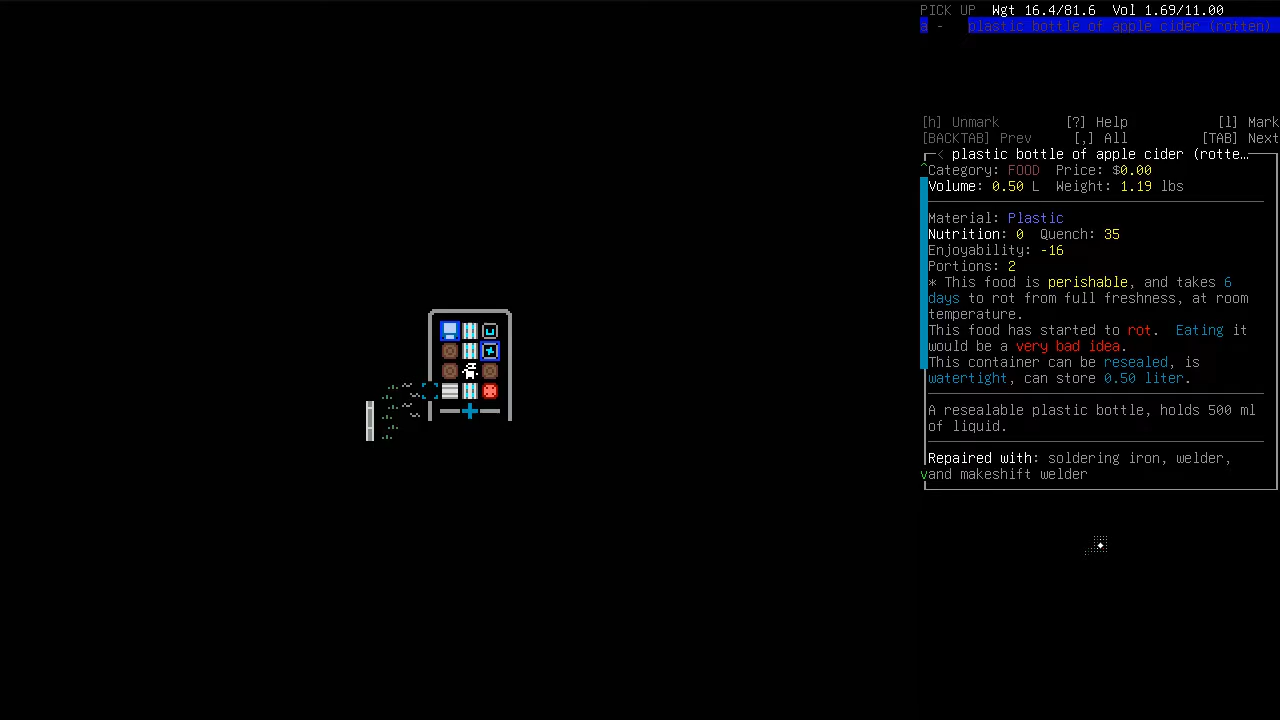 PICK UP  Wgt 16.4/81.6  Vol 1.69/11.00
a -   plastic bottle of apple cider (rotten)
[h] Unmark  [?] Help  [l] Mark
[BACKTAB] Prev  [,] All  [TAB] Next
< plastic bottle of apple cider (rotte…
Category: FOOD  Price: $0.00
Volume: 0.50 L  Weight: 1.19 lbs
Material: Plastic
Nutrition: 0  Quench: 35
Enjoyability: -16
Portions: 2
* This food is perishable, and takes 6
days to rot from full freshness, at room
temperature.
This food has started to rot.  Eating it
would be a very bad idea.
This container can be resealed, is
watertight, can store 0.50 liter.
A resealable plastic bottle, holds 500 ml
of liquid.
Repaired with: soldering iron, welder,
vand makeshift welder